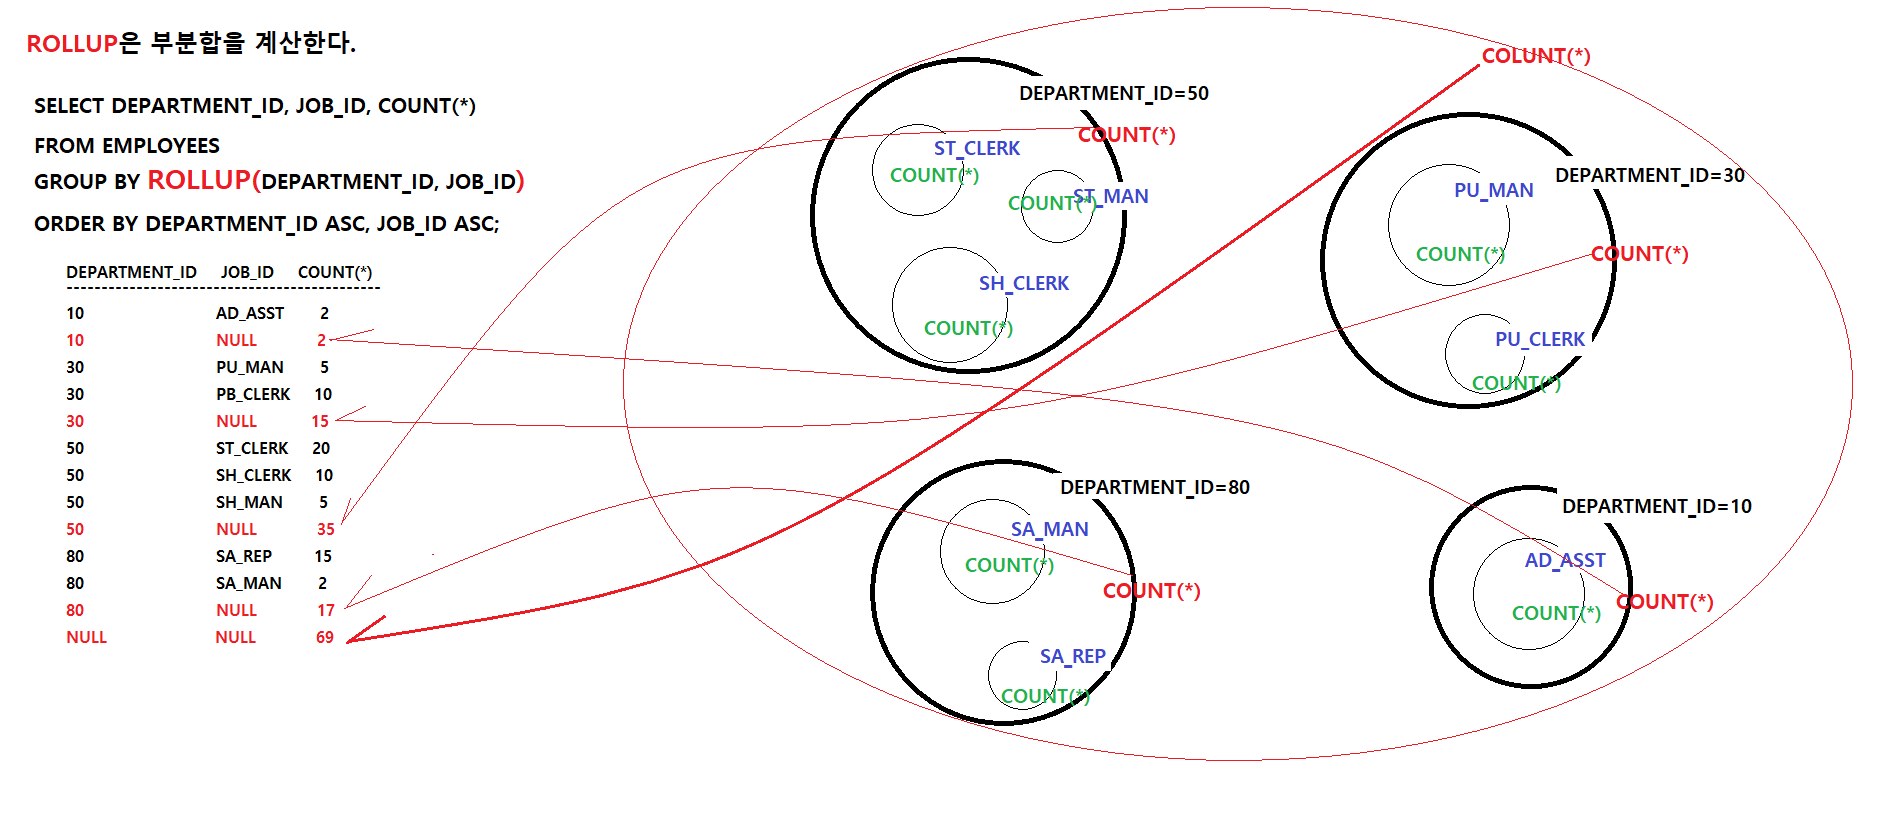 ROLLUP은 부분합을 계산한다.
SELECT DEPARTMENT_ID, JOB_ID, COUNT(*)
FROM EMPLOYEES
GROUP BY ROLLUP(DEPARTMENT_ID, JOB_ID)
ORDER BY DEPARTMENT_ID ASC, JOB_ID ASC;
DEPARTMENT_ID JOB_ID COUNT(*)
---------------------------------------------
10 AD_ASST 2
10 NULL 2
30 PU_MAN 5
30 PB_CLERK 10
30 NULL 15
50 ST_CLERK 20
50 SH_CLERK 10
50 SH_MAN 5
50 NULL 35
80 SA_REP 15
80 SA_MAN 2
80 NULL 17
NULL NULL 69
COLUNT(*)
DEPARTMENT_ID=50
COUNT(*)
ST_CLERK
COUNT(*)
ST_MAN
COUNT(*)
SH_CLERK
COUNT(*)
DEPARTMENT_ID=30
PU_MAN
COUNT(*)
COUNT(*)
PU_CLERK
COUNT(*)
DEPARTMENT_ID=80
SA_MAN
COUNT(*)
COUNT(*)
SA_REP
COUNT(*)
DEPARTMENT_ID=10
AD_ASST
COUNT(*)
COUNT(*)